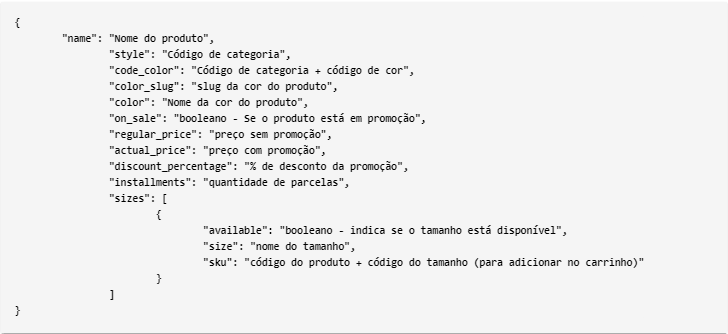 {
"name": "Nome do produto",
"style": "Código de categoria",
"code_color": "Código de categoria + código de cor",
"color_slug": "slug da cor do produto",
"color": "Nome da cor do produto",
"on_sale": "booleano - Se o produto está em promoção",
"regular_price": "preço sem promoção",
"actual_price": "preço com promoção",
"discount_percentage": "% de desconto da promoção",
"installments": "quantidade de parcelas",
"sizes": [
{
"available": "booleano - indica se o tamanho está disponível",
"size": "nome do tamanho",
"sku": "código do produto + código do tamanho (para adicionar no carrinho)"
}
]
}